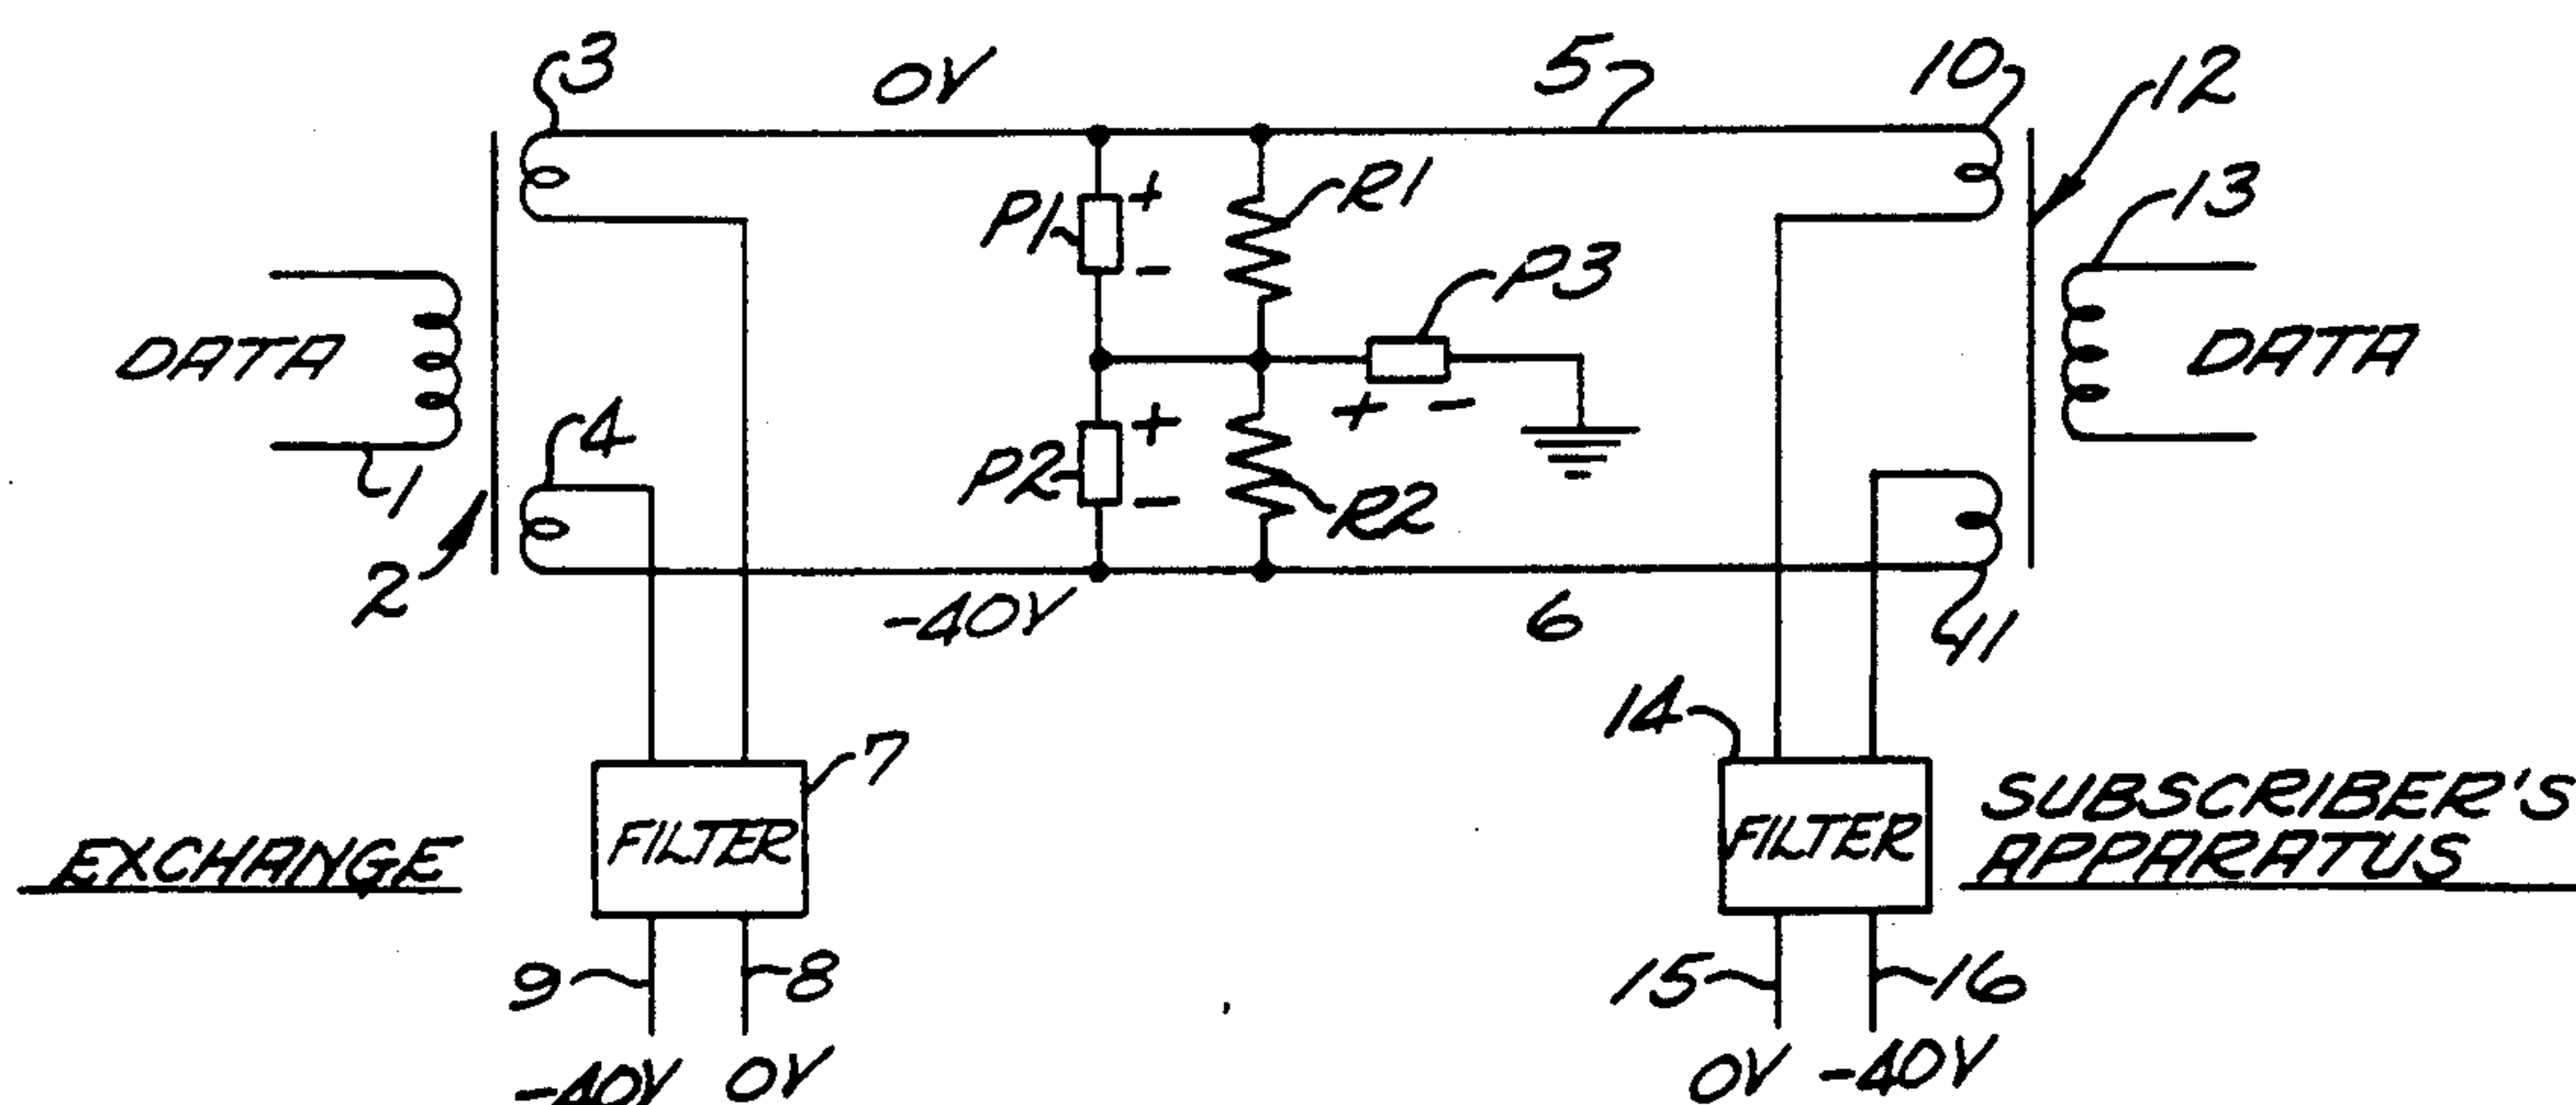 3
0V
5
10
12
P1
+
-
R1
13
P3
DATA
+ -
DATA
4
P2
+
-
R2
1
2
-40V
6
41
14
7
FILTER
FILTER
EXCHANGE
SUBSCRIBER'S
APPARATUS
9
8
15
16
-40V 0V
0V -40V